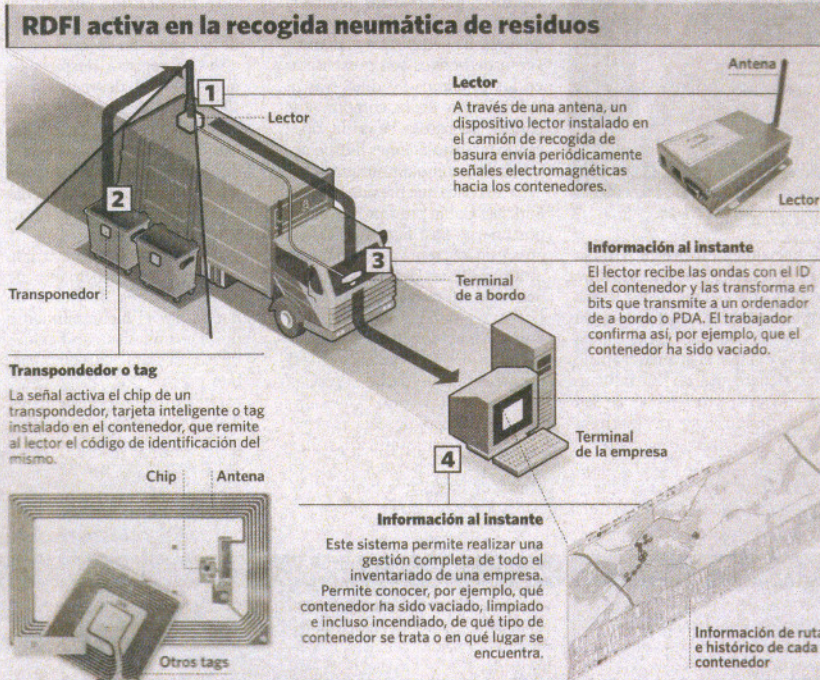 RDFI activa en la recogida neumática de residuos
1
Lector
Lector
A través de una antena, un
dispositivo lector instalado en
el camión de recogida de
basura envía periódicamente
señales electromagnéticas
hacia los contenedores.
Antena
Lector
2
Transponedor
3
Terminal
de a bordo
Información al instante
El lector recibe las ondas con el ID
del contenedor y las transforma en
bits que transmite a un ordenador
de a bordo o PDA. El trabajador
confirma así, por ejemplo, que el
contenedor ha sido vaciado.
Transpondedor o tag
La señal activa el chip de un
transpondedor, tarjeta inteligente o tag
instalado en el contenedor, que remite
al lector el código de identificación del
mismo.
Chip
Antena
Otros tags
Terminal
de la empresa
4
Información al instante
Este sistema permite realizar una
gestión completa de todo el
inventariado de una empresa.
Permite conocer, por ejemplo, qué
contenedor ha sido vaciado, limpiado
e incluso incendiado, de qué tipo de
contenedor se trata o en qué lugar se
encuentra.
Información de ruta
e histórico de cada
contenedor